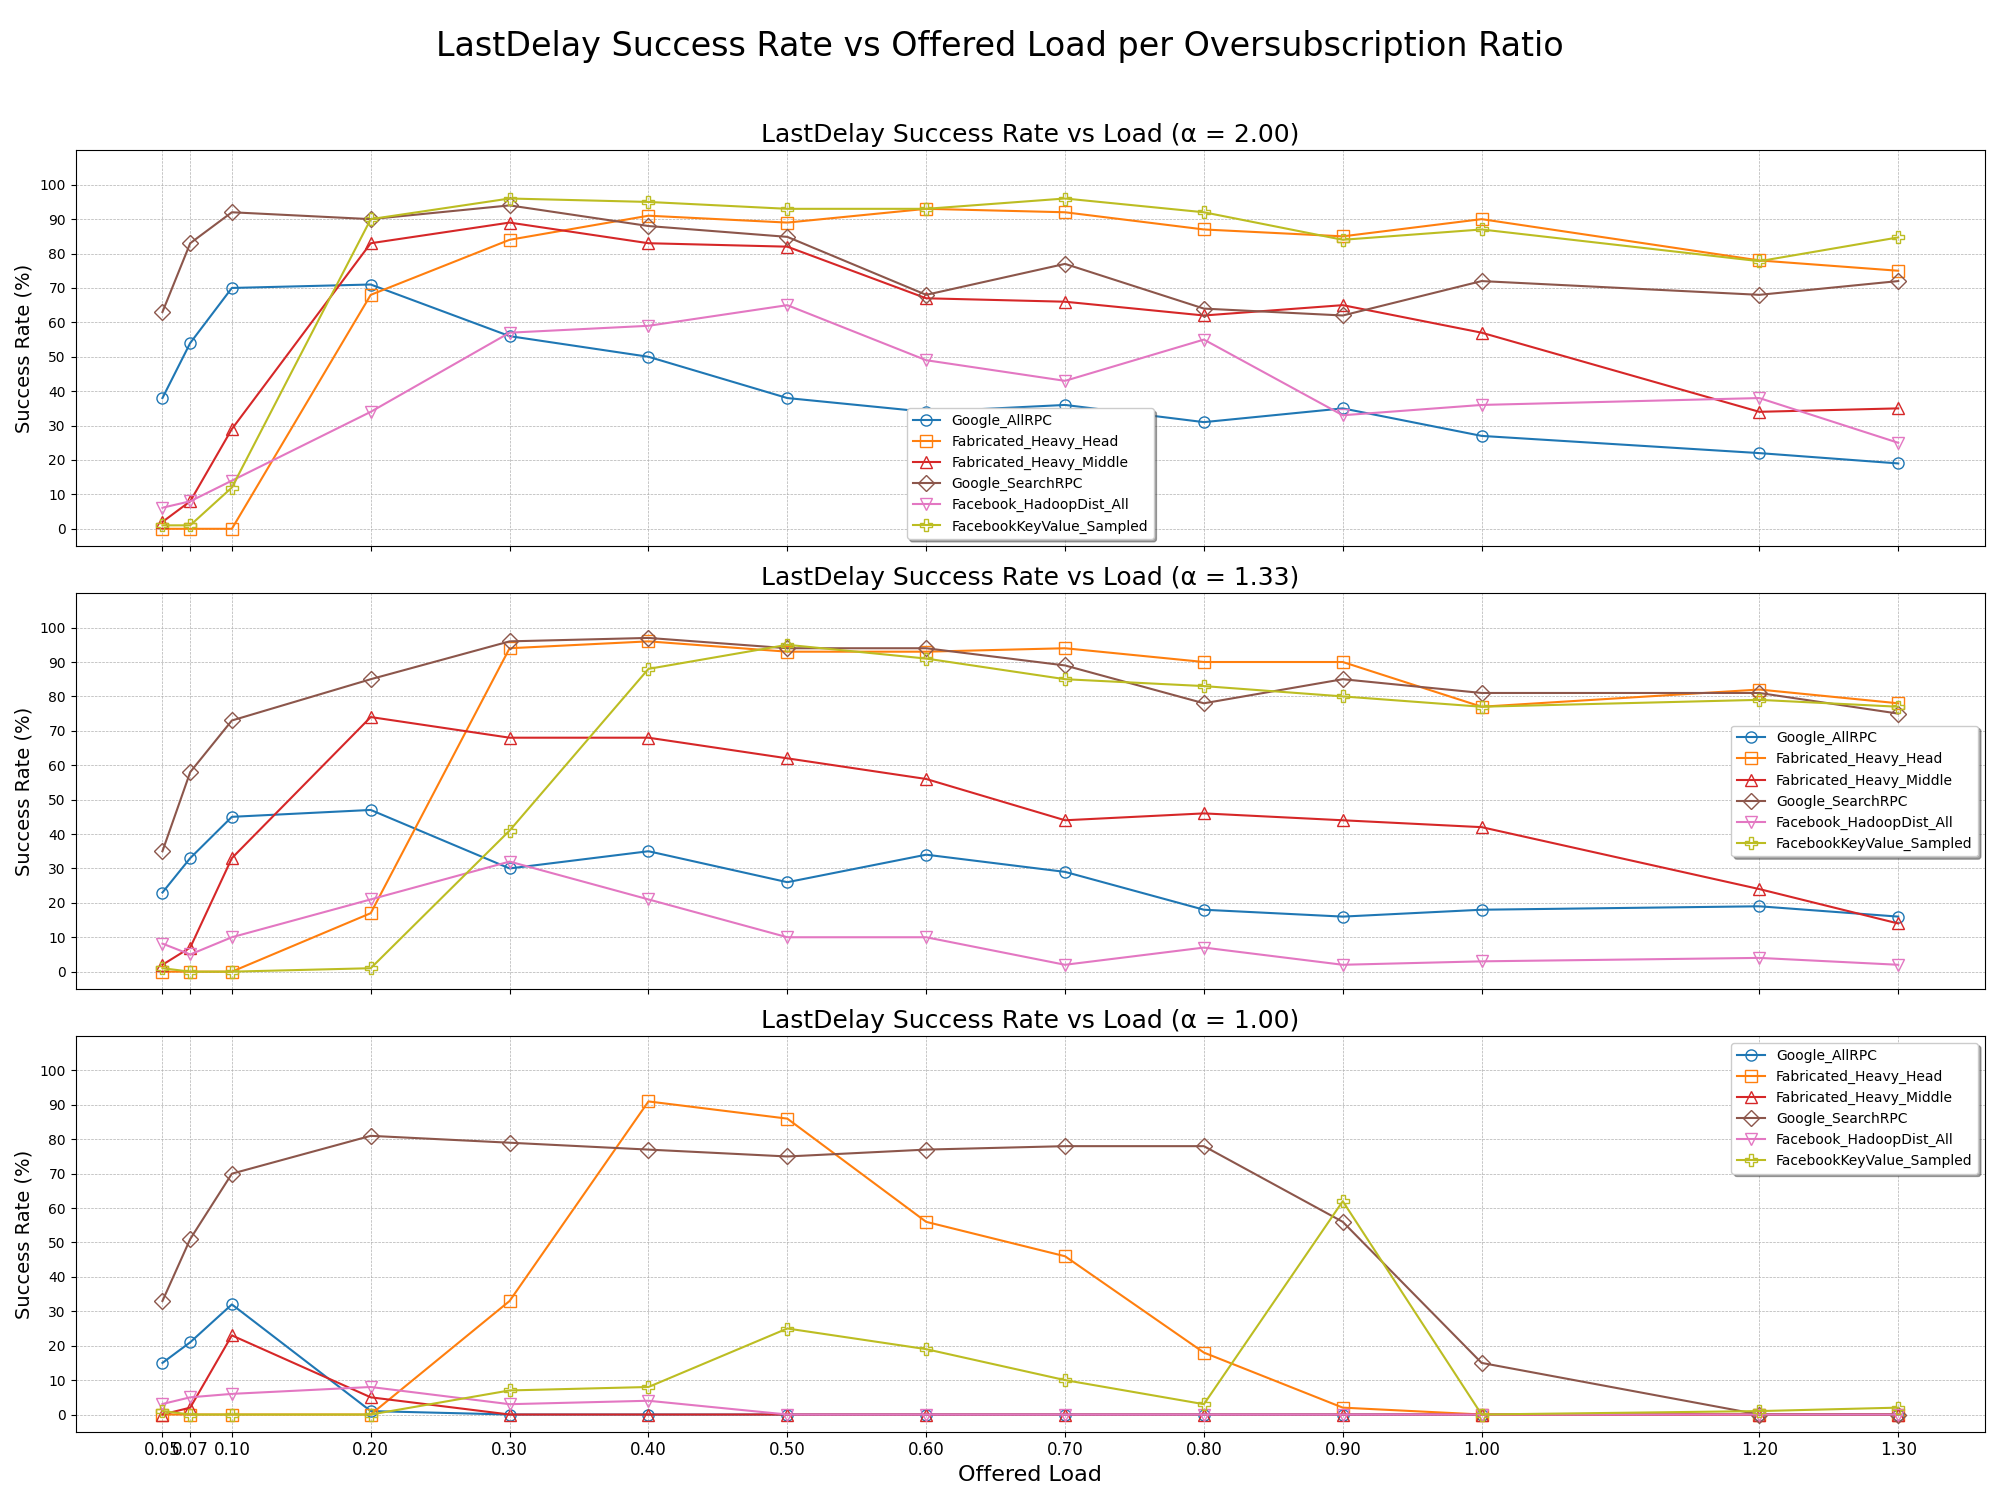 LastDelay Success Rate vs Offered Load per Oversubscription Ratio
LastDelay Success Rate vs Load (α = 2.00)
Success Rate (%)
100
90
80
70
60
50
40
30
20
10
0
Google_AllRPC
Fabricated_Heavy_Head
Fabricated_Heavy_Middle
Google_SearchRPC
Facebook_HadoopDist_All
FacebookKeyValue_Sampled
LastDelay Success Rate vs Load (α = 1.33)
Success Rate (%)
100
90
80
70
60
50
40
30
20
10
0
Google_AllRPC
Fabricated_Heavy_Head
Fabricated_Heavy_Middle
Google_SearchRPC
Facebook_HadoopDist_All
FacebookKeyValue_Sampled
LastDelay Success Rate vs Load (α = 1.00)
Success Rate (%)
100
90
80
70
60
50
40
30
20
10
0
Google_AllRPC
Fabricated_Heavy_Head
Fabricated_Heavy_Middle
Google_SearchRPC
Facebook_HadoopDist_All
FacebookKeyValue_Sampled
0.05 0.07 0.10 0.20 0.30 0.40 0.50 0.60 0.70 0.80 0.90 1.00 1.20 1.30
Offered Load